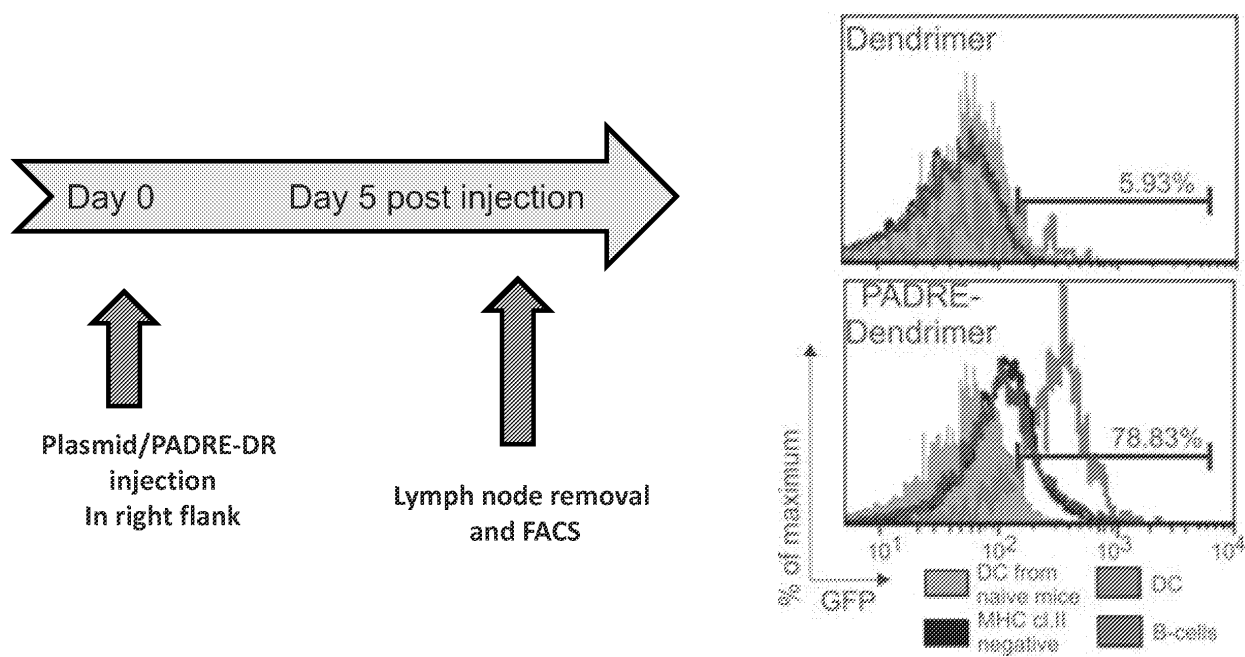 Day 0
Day 5 post injection
Plasmid/PADRE-DR
injection
In right flank
Lymph node removal
and FACS
Dendrimer
5.93%
PADRE-
Dendrimer
78.83%
% of maximum
10¹ 10² 10³ 10⁴
GFP
DC from
naive mice
DC
MHC cl.II
negative
B-cells